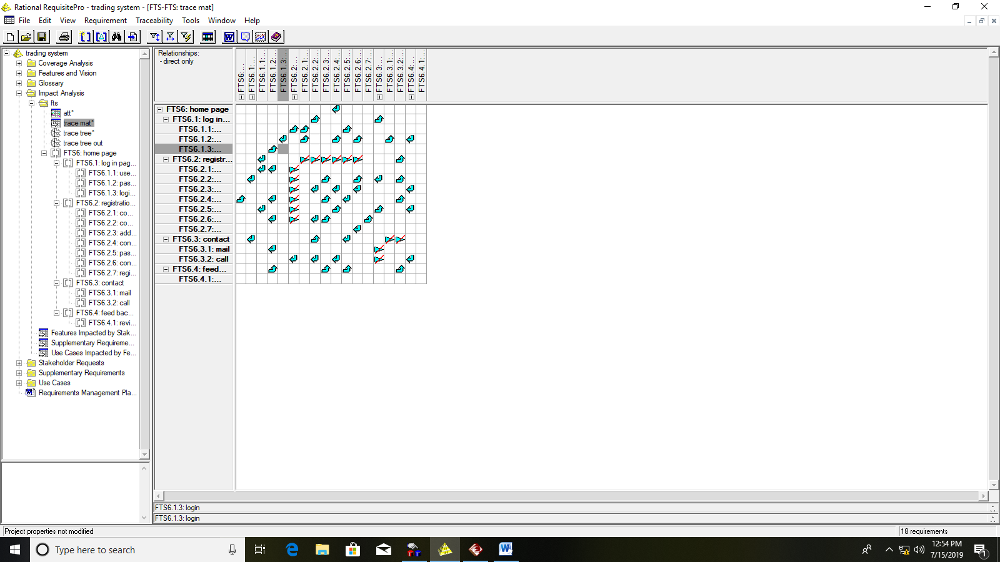 Rational RequisitePro - trading system - [FTS-FTS: trace mat]
File Edit View Requirement Traceability Tools Window Help
trading system
Coverage Analysis
Features and Vision
Glossary
Impact Analysis
fts
att*
trace mat*
trace tree*
trace tree out
FTS6: home page
FTS6.1: log in pag...
FTS6.1.1: use...
FTS6.1.2: pas...
FTS6.1.3: logi...
FTS6.2: registratio...
FTS6.2.1: co...
FTS6.2.2: co...
FTS6.2.3: add...
FTS6.2.4: con...
FTS6.2.5: pas...
FTS6.2.6: con...
FTS6.2.7: regi...
FTS6.3: contact
FTS6.3.1: mail
FTS6.3.2: call
FTS6.4: feed bac...
FTS6.4.1: revi...
Features Impacted by Stak...
Supplementary Requireme...
Use Cases Impacted by Fe...
Stakeholder Requests
Supplementary Requirements
Use Cases
Requirements Management Pla...
Relationships:
- direct only
FTS6:...
FTS6.1:...
FTS6.1.1:...
FTS6.1.2:...
FTS6.1.3:...
FTS6.2:...
FTS6.2.1:...
FTS6.2.2:...
FTS6.2.3:...
FTS6.2.4:...
FTS6.2.5:...
FTS6.2.6:...
FTS6.2.7:...
FTS6.3:...
FTS6.3.1:...
FTS6.3.2:...
FTS6.4:...
FTS6.4.1:...
FTS6: home page
FTS6.1: log in...
FTS6.1.1:...
FTS6.1.2:...
FTS6.1.3:...
FTS6.2: registr...
FTS6.2.1:...
FTS6.2.2:...
FTS6.2.3:...
FTS6.2.4:...
FTS6.2.5:...
FTS6.2.6:...
FTS6.2.7:...
FTS6.3: contact
FTS6.3.1: mail
FTS6.3.2: call
FTS6.4: feed...
FTS6.4.1:...
FTS6.1.3: login
FTS6.1.3: login
Project properties not modified
18 requirements
Type here to search
12:54 PM
7/15/2019
1